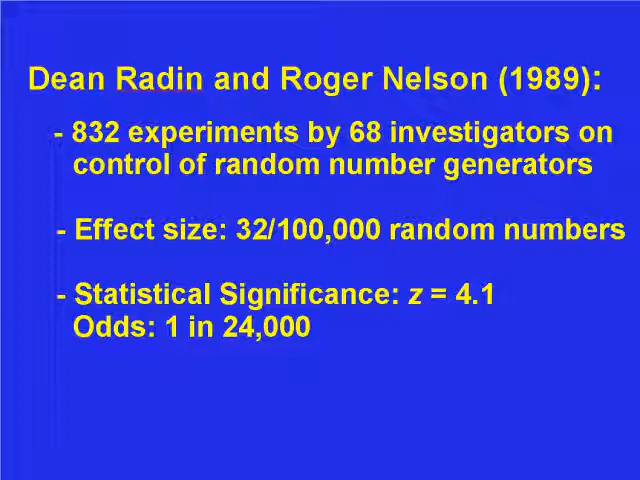 Dean Radin and Roger Nelson (1989):
- 832 experiments by 68 investigators on
control of random number generators
- Effect size: 32/100,000 random numbers
- Statistical Significance: z = 4.1
Odds: 1 in 24,000